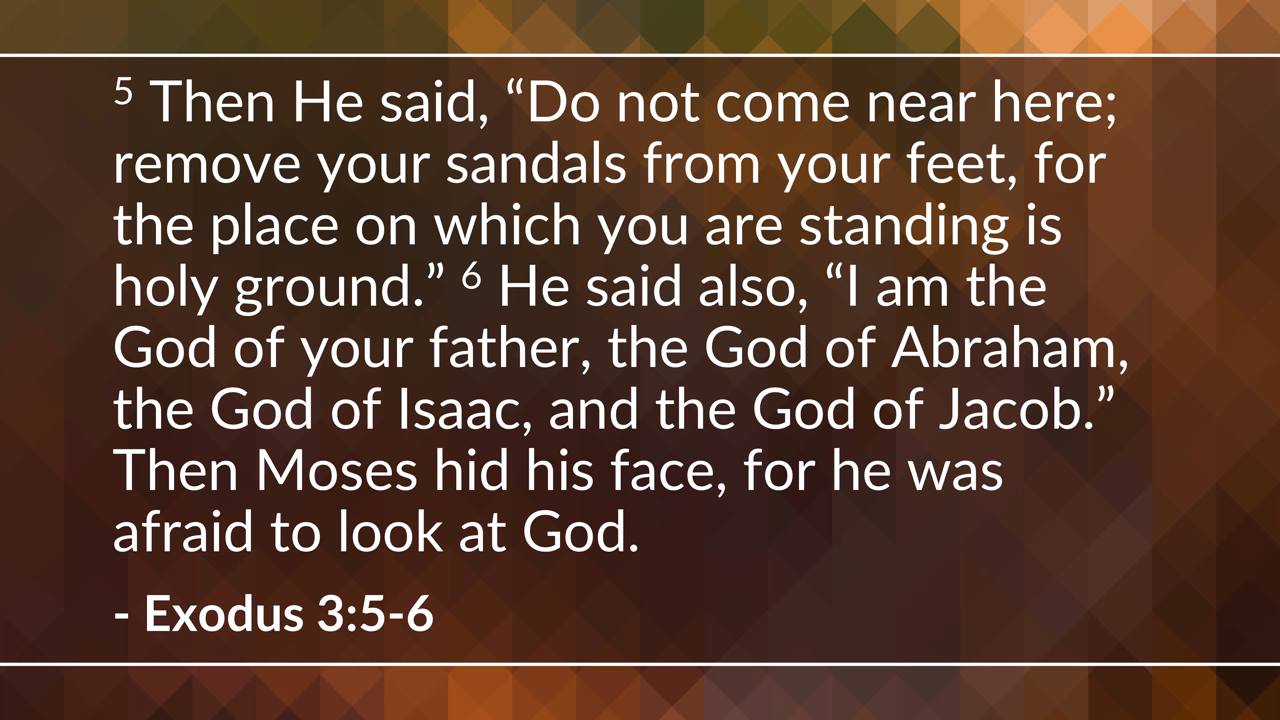 5 Then He said, “Do not come near here;
remove your sandals from your feet, for
the place on which you are standing is
holy ground.” 6 He said also, “I am the
God of your father, the God of Abraham,
the God of Isaac, and the God of Jacob.”
Then Moses hid his face, for he was
afraid to look at God.
- Exodus 3:5-6